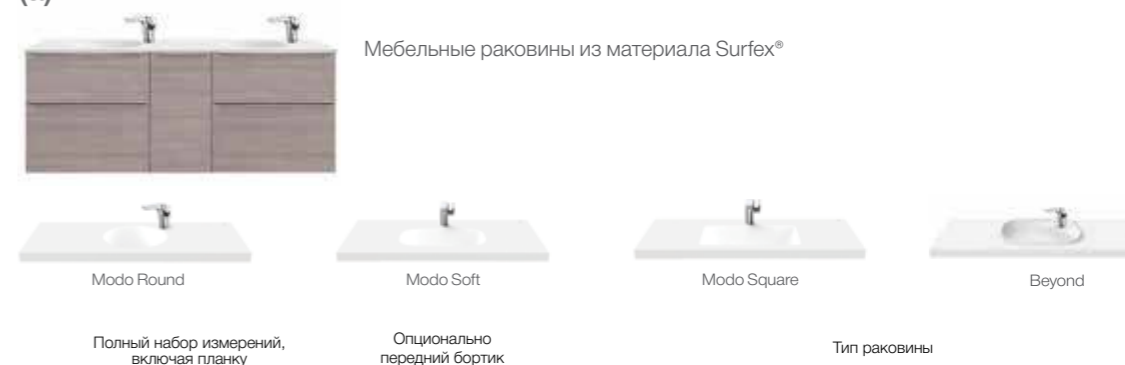 Мебельные раковины из материала Surfex®
Modo Round
Modo Soft
Modo Square
Beyond
Полный набор измерений,
включая планку
Опционально
передний бортик
Тип раковины